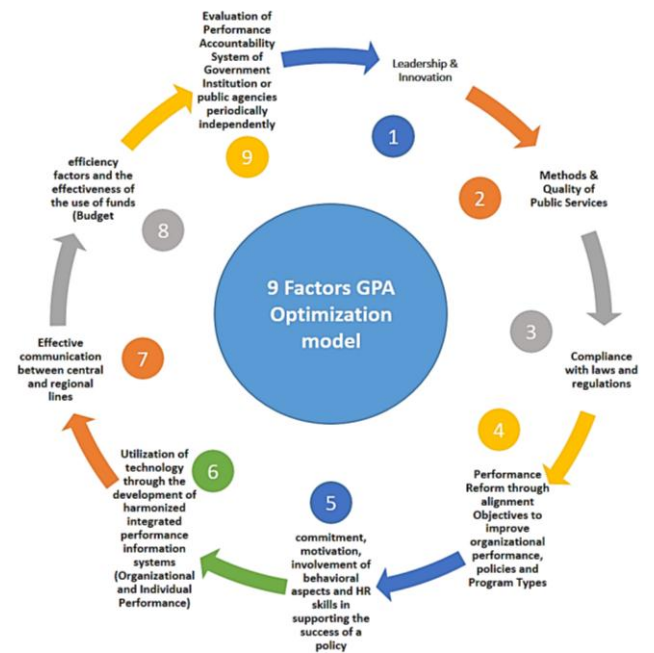 Evaluation of
Performance
Accountability
System of
Government
Institution or
public agencies
periodically
independently
9
Leadership &
Innovation
1
Methods &
Quality of
Public Services
2
Compliance
with laws and
regulations
3
Performance
Reform through
alignment
Objectives to
improve
organizational
performance,
policies and
Program Types
4
commitment,
motivation,
involvement of
behavioral
aspects and HR
skills in
supporting the
success of a
policy
5
Utilization of
technology
through the
development of
harmonized
integrated
performance
information
systems
(Organizational
and Individual
Performance)
6
Effective
communication
between central
and regional
lines
7
efficiency
factors and the
effectiveness of
the use of funds
(Budget
8
9 Factors GPA
Optimization
model